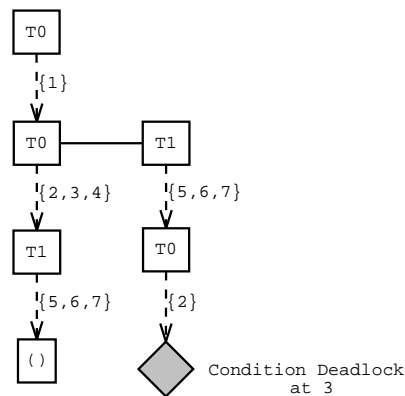 T0
{1}
T0
T1
{2,3,4}
{5,6,7}
T1
T0
{5,6,7}
{2}
()
Condition Deadlock
at 3